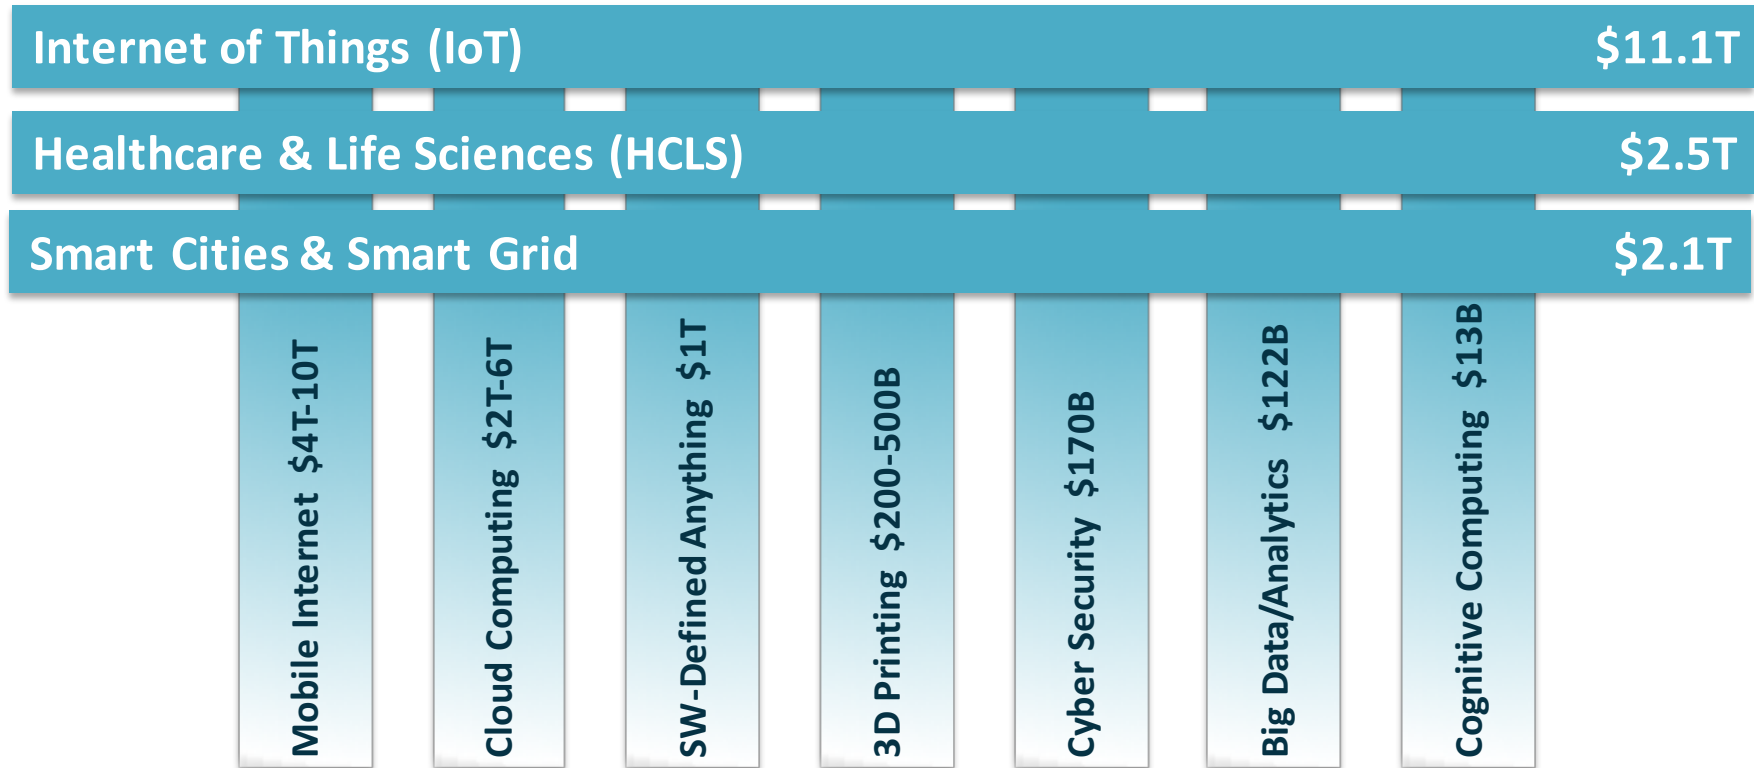 Internet of Things (IoT) $11.1T
Healthcare & Life Sciences (HCLS) $2.5T
Smart Cities & Smart Grid $2.1T
Mobile Internet $4T-10T
Cloud Computing $2T-6T
SW-Defined Anything $1T
3D Printing $200-500B
Cyber Security $170B
Big Data/Analytics $122B
Cognitive Computing $13B